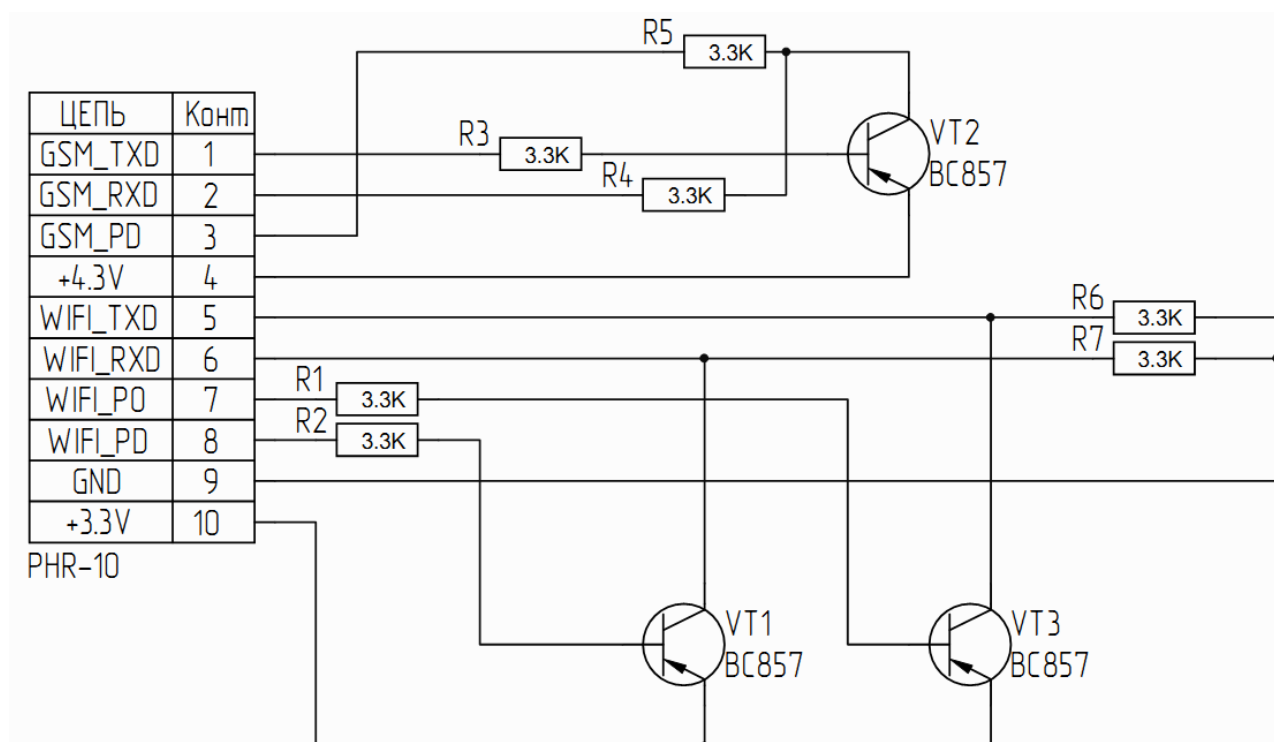 R5
3.3K
ЦЕПЬ Конт
GSM_TXD 1
R3
3.3K
VT2
BC857
GSM_RXD 2
R4
3.3K
GSM_PD 3
+4.3V 4
WIFI_TXD 5
R6
3.3K
WIFI_RXD 6
R7
3.3K
WIFI_PO 7
R1
3.3K
WIFI_PD 8
R2
3.3K
GND 9
+3.3V 10
PHR-10
VT1
BC857
VT3
BC857